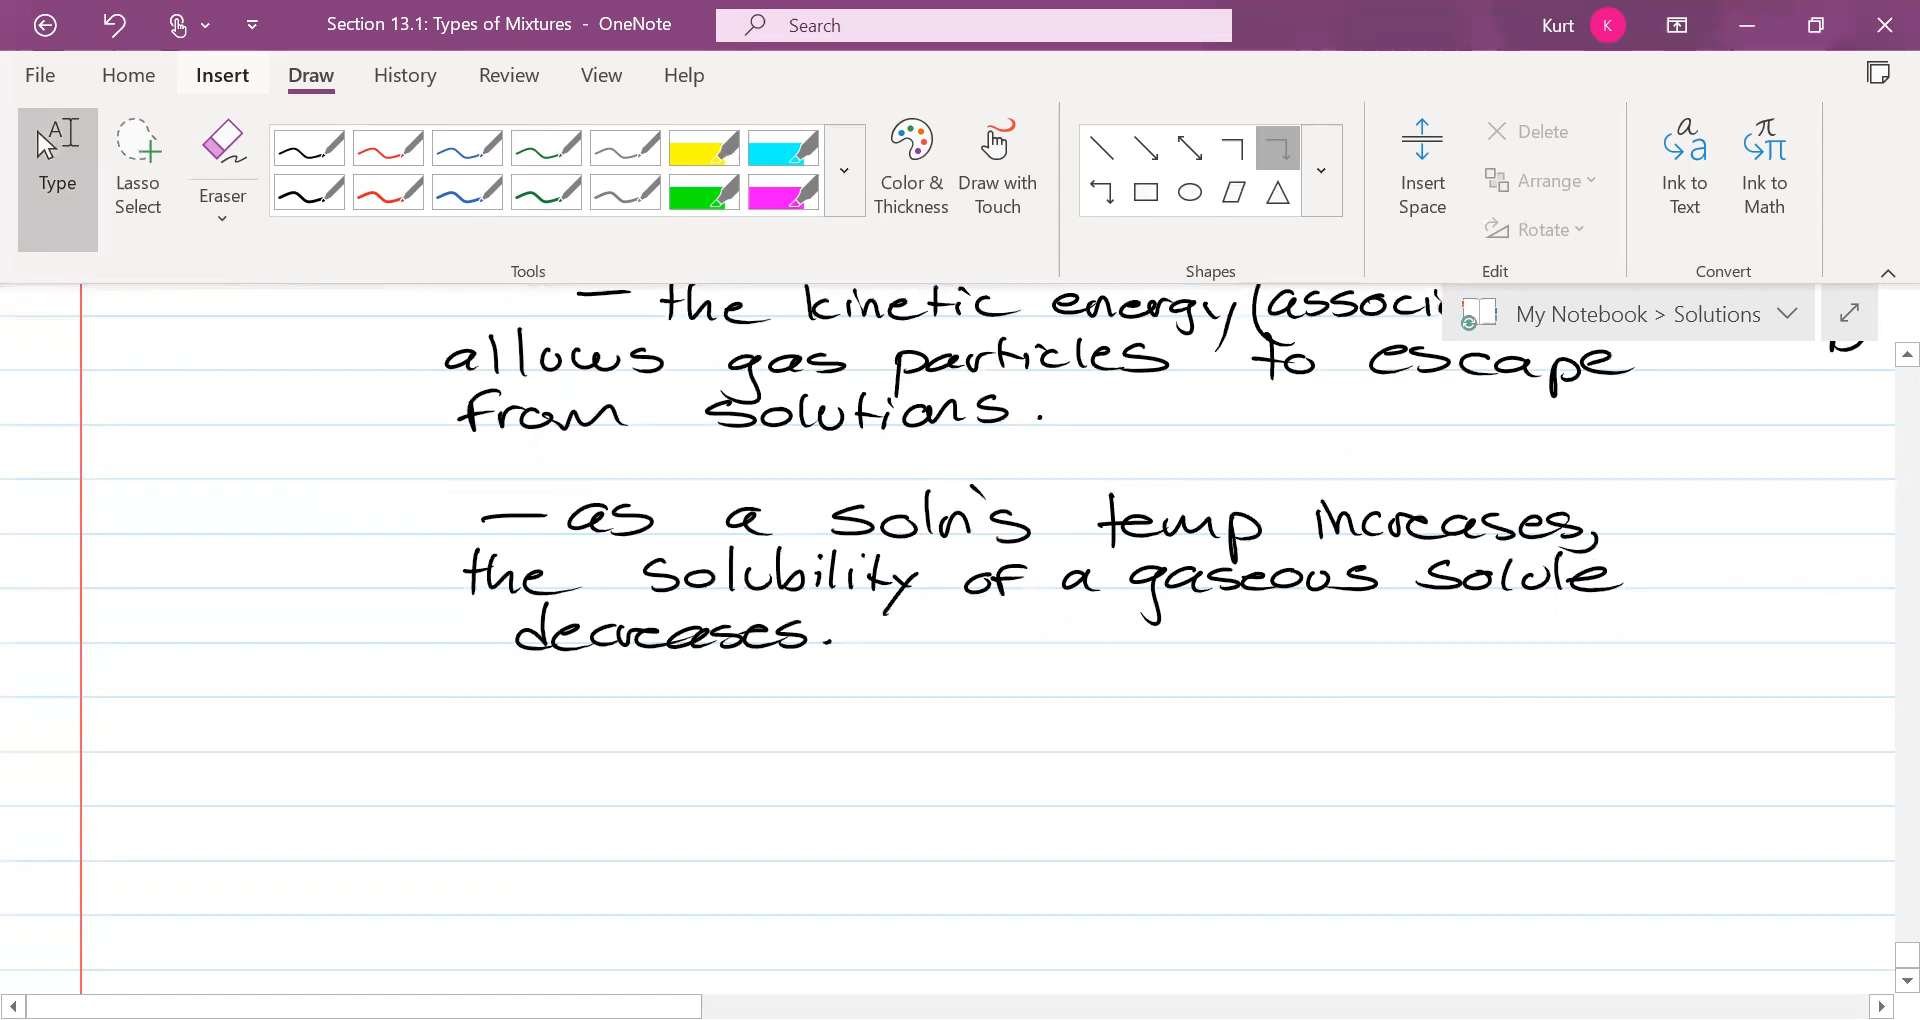 Section 13.1: Types of Mixtures - OneNote
Search
Kurt
K
File Home Insert Draw History Review View Help
Type
Lasso Select
Eraser
Color & Thickness
Draw with Touch
Insert Space
Delete
Arrange
Rotate
Ink to Text
Ink to Math
Tools
Shapes
Edit
Convert
My Notebook > Solutions
– the kinetic energy (associ
allows gas particles to escape
from solutions.
– as a soln's temp increases,
the solubility of a gaseous solute
decreases.